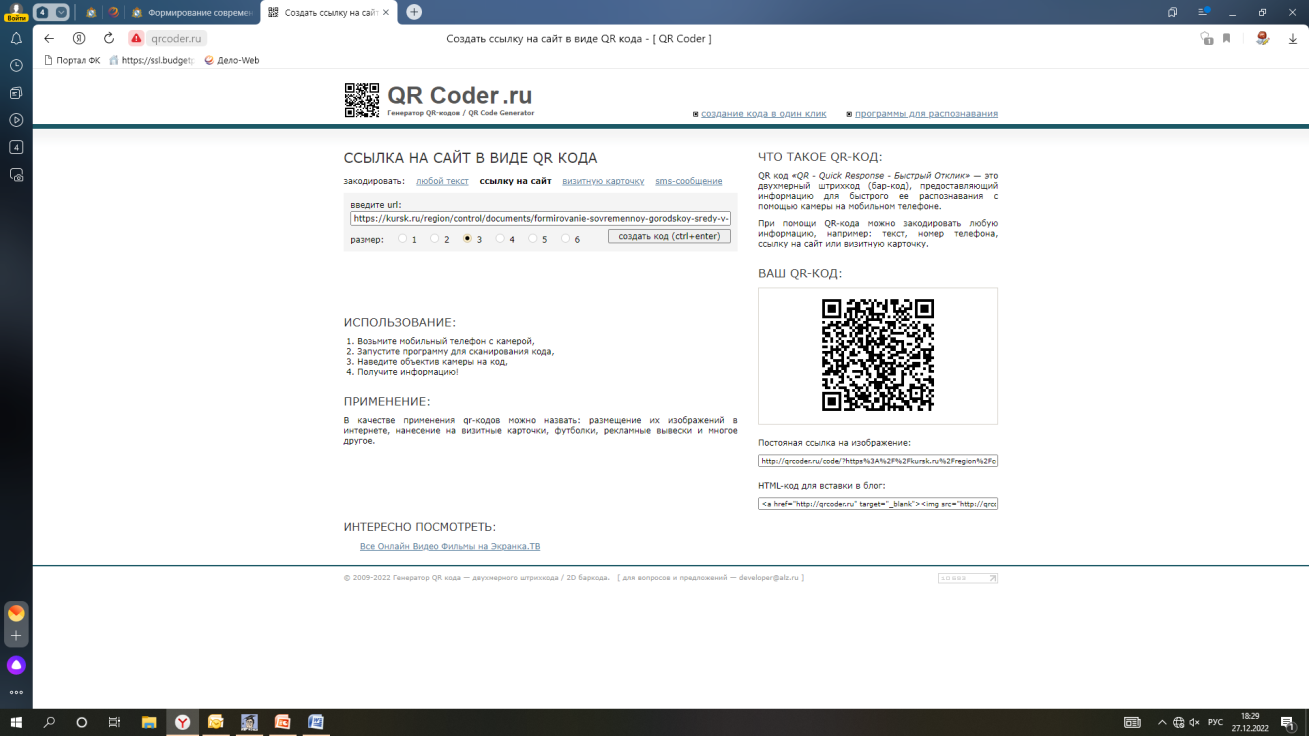 Войти
4
Формирование современ
Создать ссылку на сайт
qrcoder.ru
Создать ссылку на сайт в виде QR кода - [ QR Coder ]
1
Портал ФК
https://ssl.budget
Дело-Web
4
QR Coder.ru
Генератор QR-кодов / QR Code Generator
создание кода в один клик
программы для распознавания
ССЫЛКА НА САЙТ В ВИДЕ QR КОДА
закодировать: любой текст ссылку на сайт визитную карточку sms-сообщение
введите url:
https://kursk.ru/region/control/documents/formirovanie-sovremennoy-gorodskoy-sredy-v-
размер: 1 2 3 4 5 6 создать код (ctrl+enter)
ИСПОЛЬЗОВАНИЕ:
1. Возьмите мобильный телефон с камерой,
2. Запустите программу для сканирования кода,
3. Наведите объектив камеры на код,
4. Получите информацию!
ПРИМЕНЕНИЕ:
В качестве применения qr-кодов можно назвать: размещение их изображений в
интернете, нанесение на визитные карточки, футболки, рекламные вывески и многое
другое.
ИНТЕРЕСНО ПОСМОТРЕТЬ:
Все Онлайн Видео Фильмы на Экранка.ТВ
ЧТО ТАКОЕ QR-КОД:
QR код «QR - Quick Response - Быстрый Отклик» — это
двухмерный штрихкод (бар-код), предоставляющий
информацию для быстрого ее распознавания с
помощью камеры на мобильном телефоне.
При помощи QR-кода можно закодировать любую
информацию, например: текст, номер телефона,
ссылку на сайт или визитную карточку.
ВАШ QR-КОД:
Постояная ссылка на изображение:
http://qrcoder.ru/code/?https%3A%2F%2Fkursk.ru%2Fregion%2Fc
HTML-код для вставки в блог:
<a href="http://qrcoder.ru" target="_blank"><img src="http://qrc
© 2009-2022 Генератор QR кода — двухмерного штрихкода / 2D баркода. [ для вопросов и предложений — developer@alz.ru ]
РУС
18:29
27.12.2022
1